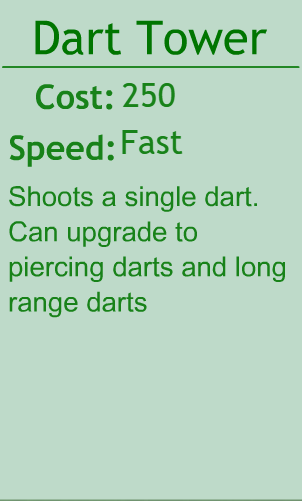 Dart Tower
Cost: 250
Speed: Fast
Shoots a single dart.
Can upgrade to
piercing darts and long
range darts